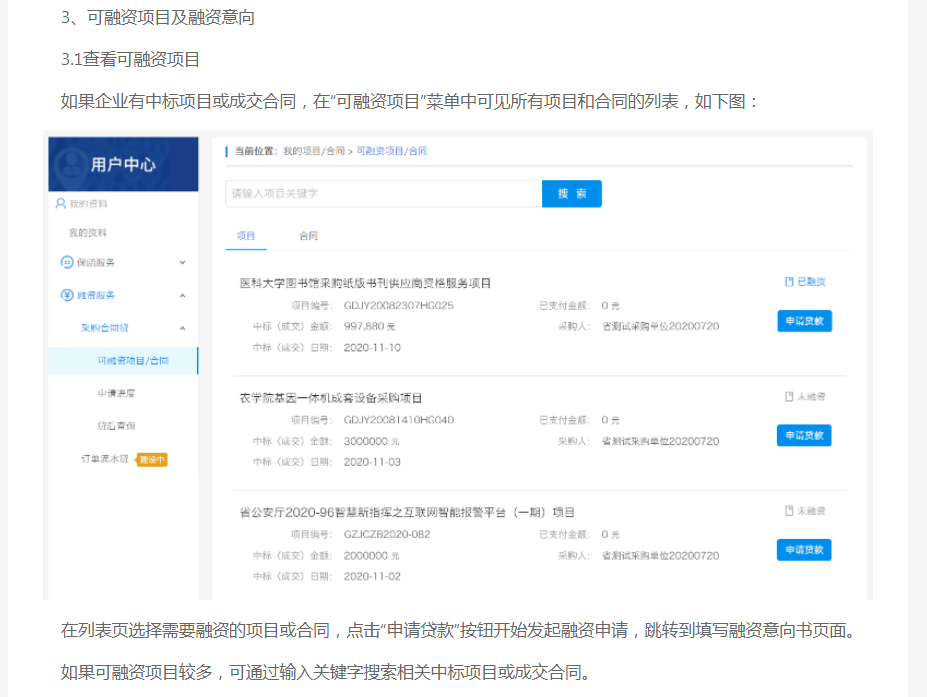 3、可融资项目及融资意向
3.1查看可融资项目
如果企业有中标项目或成交合同，在“可融资项目”菜单中可见所有项目和合同的列表，如下图：
用户中心
当前位置：我的项目/合同 > 可融资项目/合同
我的资料
请输入项目关键字
搜 索
我的资料
项目
合同
保函服务
融资服务
医科大学图书馆采购纸版书刊供应商资格服务项目
已融资
项目编号：GDJY20082307HG025
已支付金额：0 元
采购合同贷
中标（成交）金额：997,880 元
采购人：省测试采购单位20200720
申请贷款
中标（成交）日期：2020-11-10
可融资项目/合同
申请进度
农学院基因一体机成套设备采购项目
未融资
项目编号：GDJY20081410HG040
已支付金额：0 元
贷后查询
中标（成交）金额：3000000 元
采购人：省测试采购单位20200720
申请贷款
订单流水贷 建设中
中标（成交）日期：2020-11-03
省公安厅2020-96智慧新指挥之互联网智能报警平台（一期）项目
未融资
项目编号：GZJCZB2020-082
已支付金额：0 元
中标（成交）金额：2000000 元
采购人：省测试采购单位20200720
申请贷款
中标（成交）日期：2020-11-02
在列表页选择需要融资的项目或合同，点击“申请贷款”按钮开始发起融资申请，跳转到填写融资意向书页面。
如果可融资项目较多，可通过输入关键字搜索相关中标项目或成交合同。